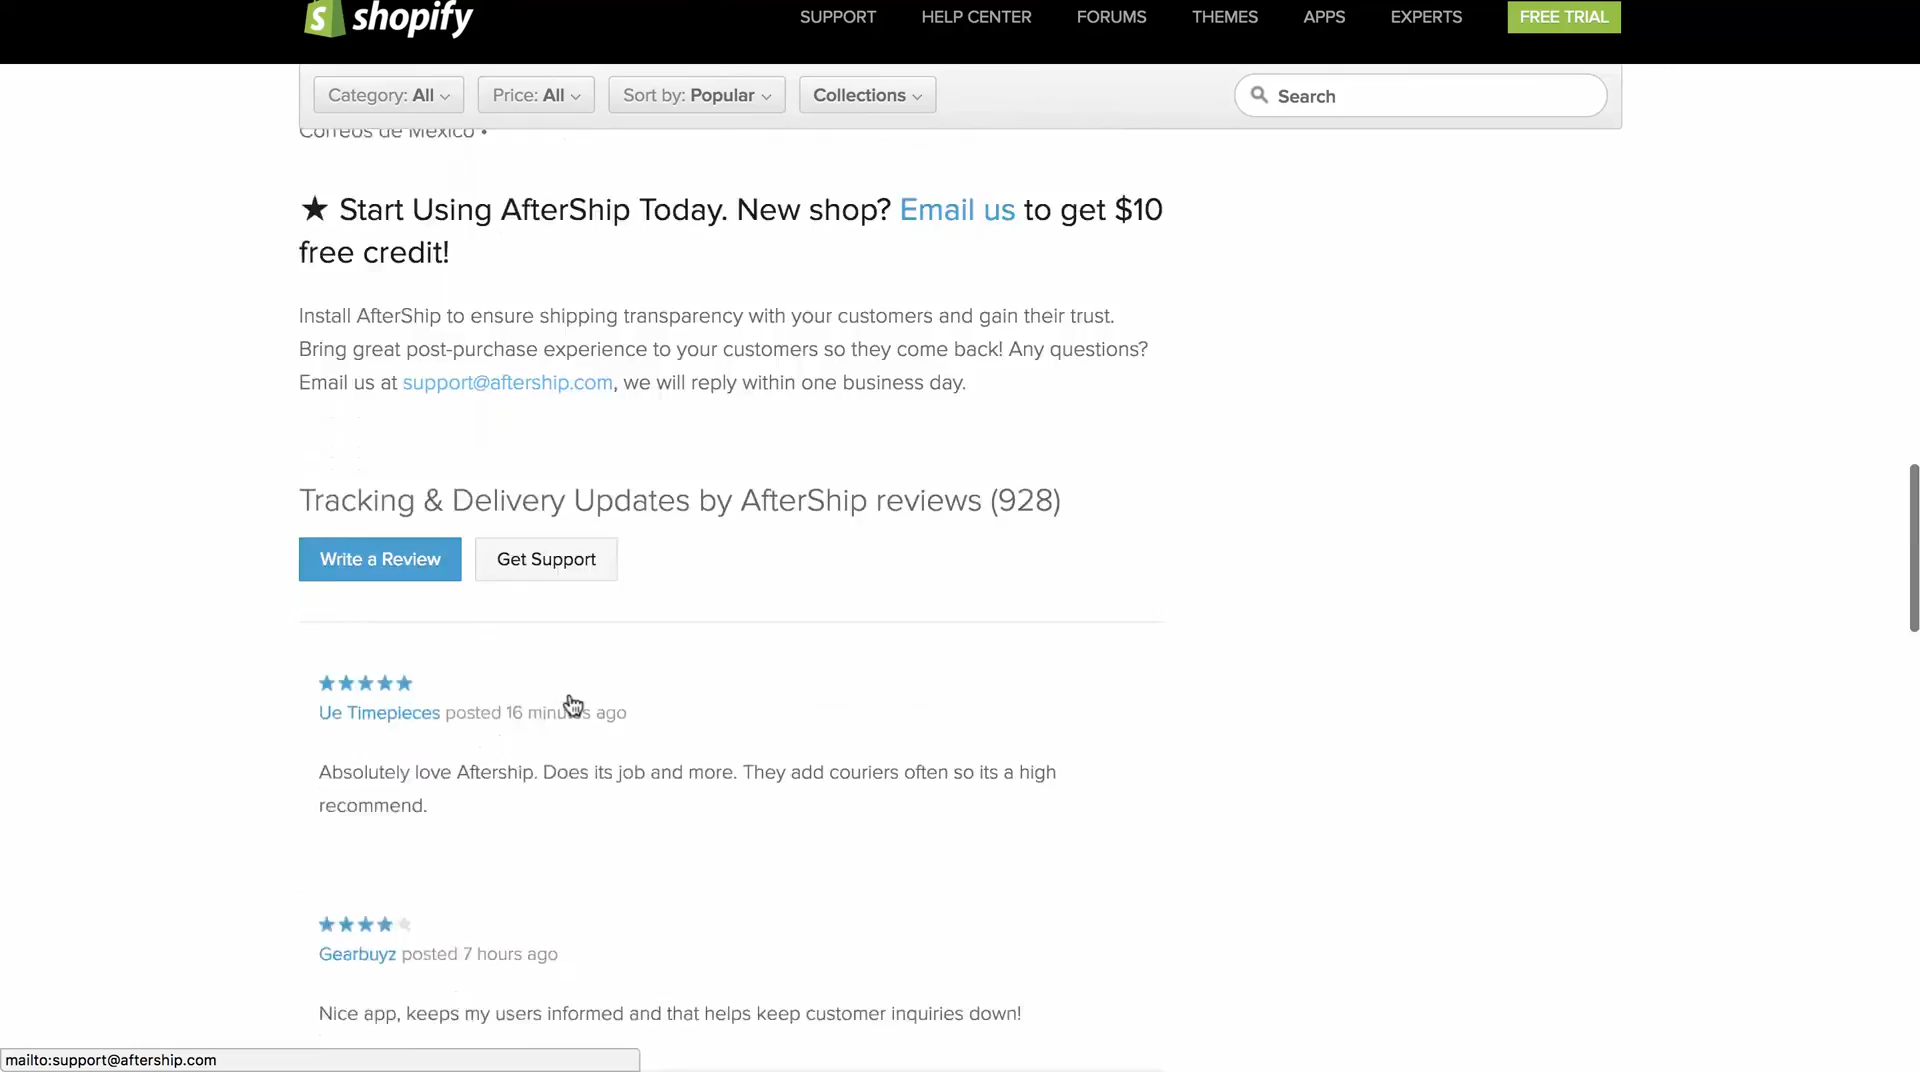 shopify
SUPPORT
HELP CENTER
FORUMS
THEMES
APPS
EXPERTS
FREE TRIAL
Category: All
Price: All
Sort by: Popular
Collections
Search
Correos de México •
★ Start Using AfterShip Today. New shop? Email us to get $10
free credit!
Install AfterShip to ensure shipping transparency with your customers and gain their trust.
Bring great post-purchase experience to your customers so they come back! Any questions?
Email us at support@aftership.com, we will reply within one business day.
Tracking & Delivery Updates by AfterShip reviews (928)
Write a Review
Get Support
Ue Timepieces posted 16 minutes ago
Absolutely love Aftership. Does its job and more. They add couriers often so its a high
recommend.
Gearbuyz posted 7 hours ago
Nice app, keeps my users informed and that helps keep customer inquiries down!
mailto:support@aftership.com